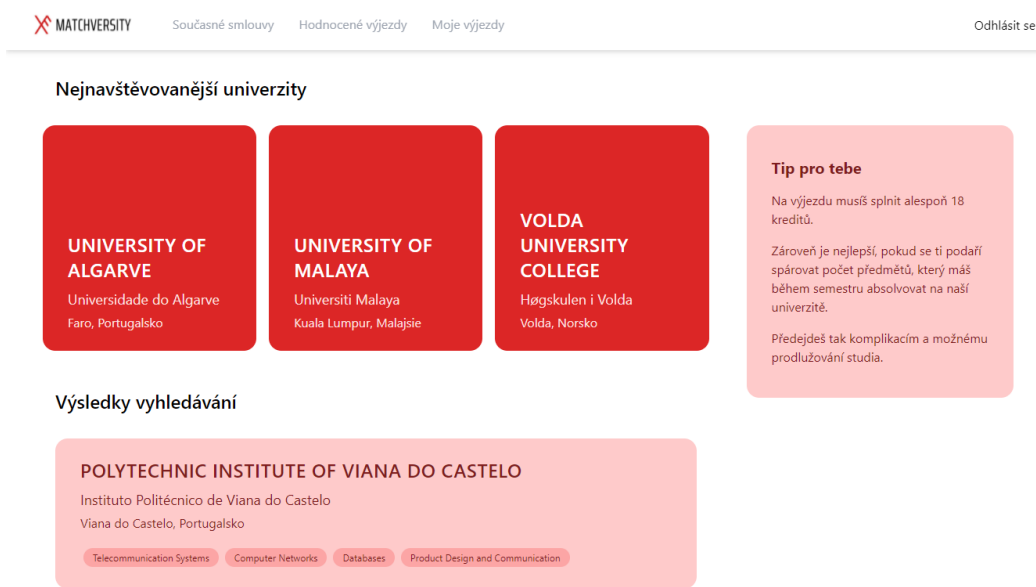 MATCHVERSITY
Současné smlouvy
Hodnocené výjezdy
Moje výjezdy
Odhlásit se
Nejnavštěvovanější univerzity
UNIVERSITY OF
ALGARVE
Universidade do Algarve
Faro, Portugalsko
UNIVERSITY OF
MALAYA
Universiti Malaya
Kuala Lumpur, Malajsie
VOLDA
UNIVERSITY
COLLEGE
Høgskulen i Volda
Volda, Norsko
Tip pro tebe
Na výjezdu musíš splnit alespoň 18
kreditů.
Zároveň je nejlepší, pokud se ti podaří
spárovat počet předmětů, který máš
během semestru absolvovat na naší
univerzitě.
Předejdeš tak komplikacím a možnému
prodlužování studia.
Výsledky vyhledávání
POLYTECHNIC INSTITUTE OF VIANA DO CASTELO
Instituto Politécnico de Viana do Castelo
Viana do Castelo, Portugalsko
Telecommunication Systems
Computer Networks
Databases
Product Design and Communication